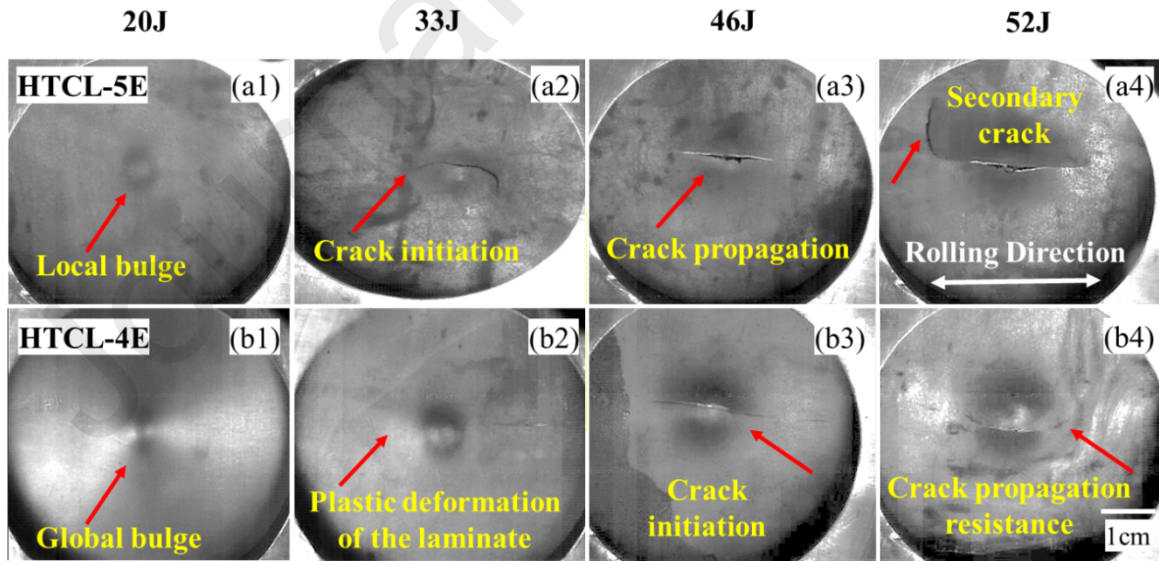 20J 33J 46J 52J
HTCL-5E (a1) (a2) (a3) (a4)
Secondary
crack
Local bulge
Crack initiation
Crack propagation
Rolling Direction
HTCL-4E (b1) (b2) (b3) (b4)
Global bulge
Plastic deformation
of the laminate
Crack
initiation
Crack propagation
resistance
1cm